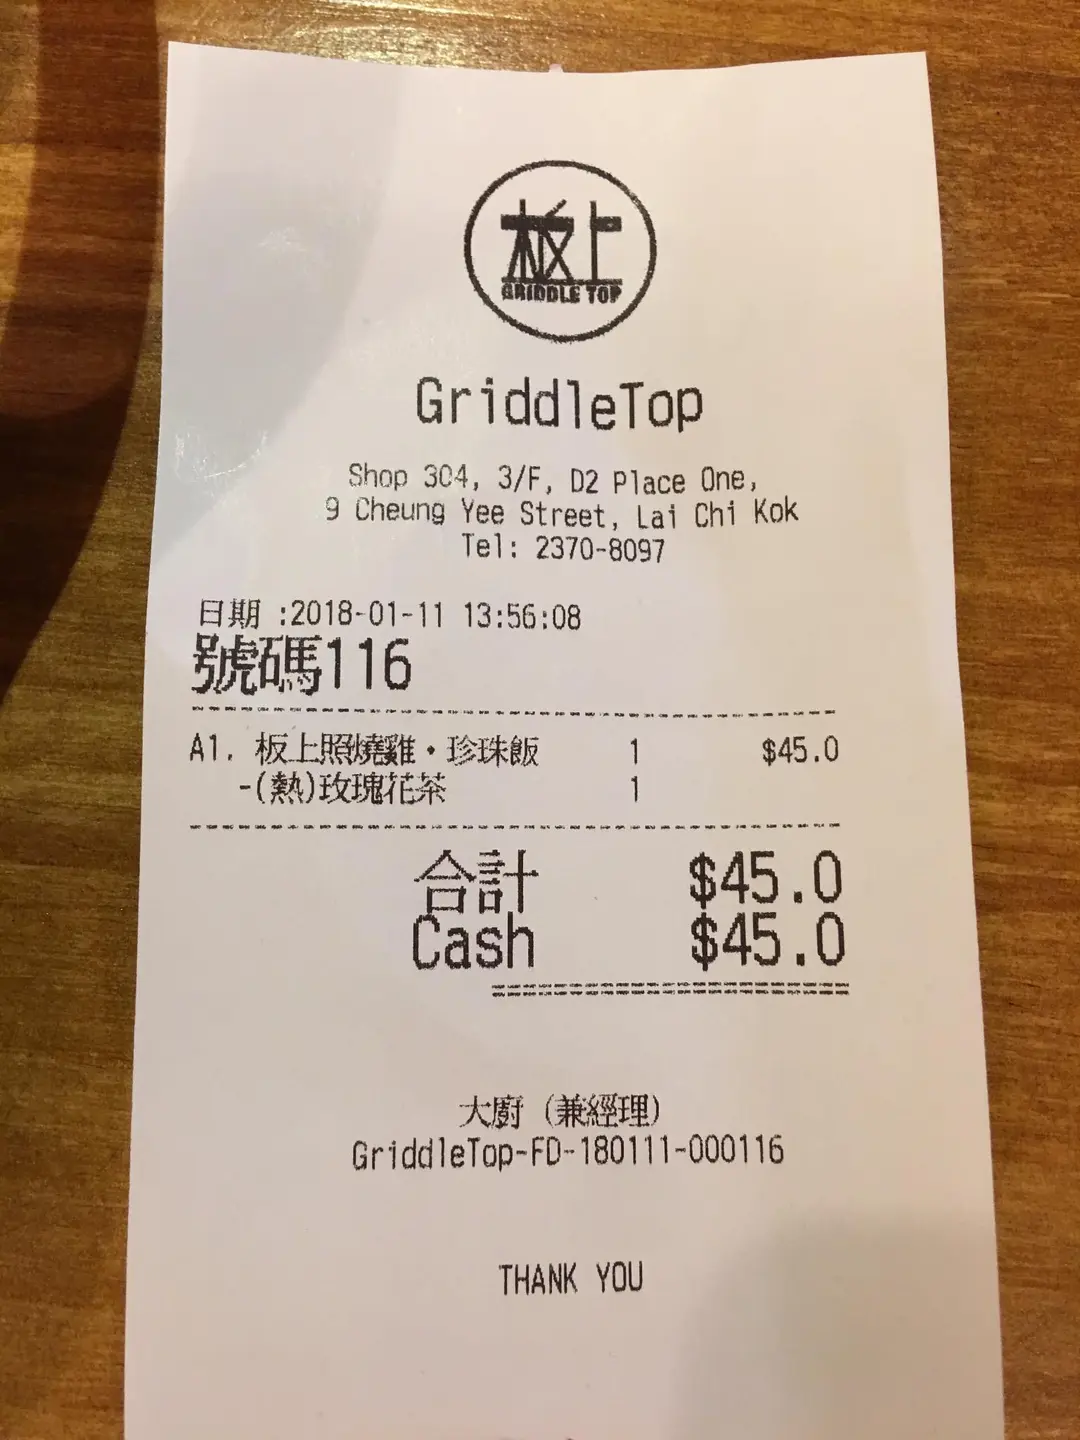 板上
GRIDDLE TOP
GriddleTop
Shop 304, 3/F, D2 Place One,
9 Cheung Yee Street, Lai Chi Kok
Tel: 2370-8097
日期 :2018-01-11 13:56:08
號碼116
A1. 板上照燒雞・珍珠飯 1 $45.0
-(熱)玫瑰花茶 1
合計 $45.0
Cash $45.0
大廚 (兼經理)
GriddleTop-FD-180111-000116
THANK YOU